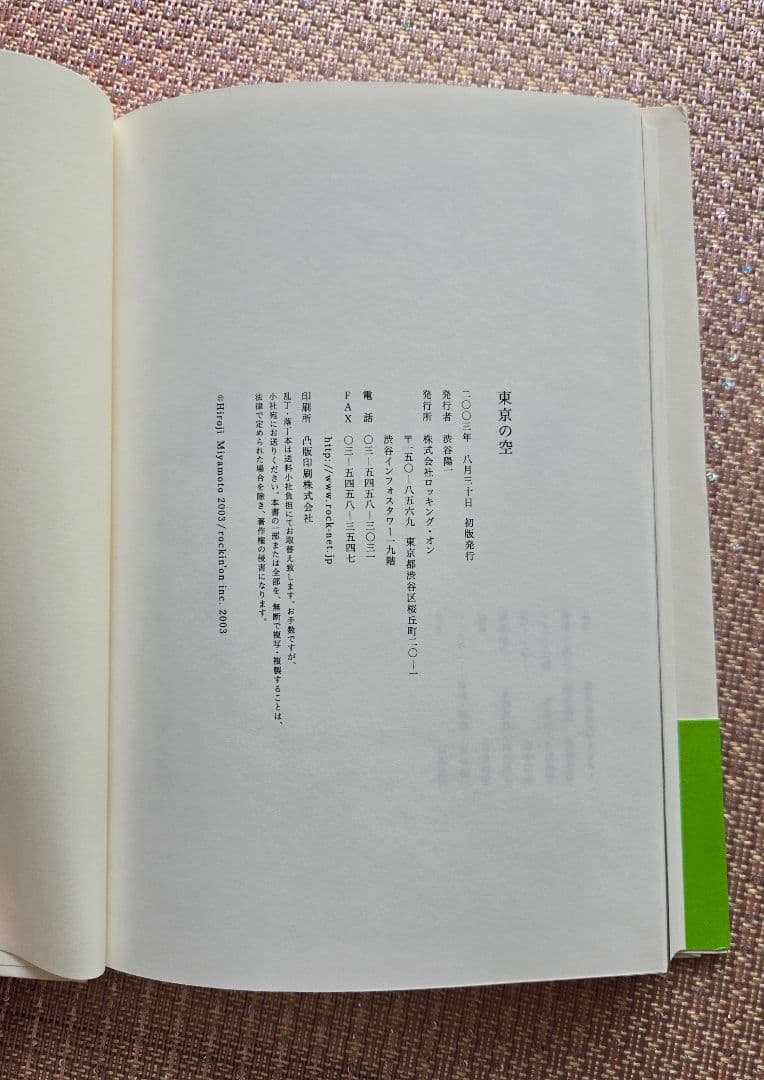 東京の空
二〇〇三年 八月三十日 初版発行
発行者 渋谷陽一
発行所 株式会社ロッキング・オン
〒一五〇―八五六九 東京都渋谷区桜丘町二〇―一
渋谷インフォスタワー一九階
電 話 〇三―五四五八―三〇三一
FAX 〇三―五四五八―三五四七
http://www.rock-net.jp
印刷所 凸版印刷株式会社
乱丁・落丁本は送料小社負担にてお取替え致します。お手数ですが、
小社宛にお送りください。本書の一部または全部を、無断で複写・複製することは、
法律で定められた場合を除き、著作権の侵害になります。
©Hiroji Miyamoto 2003/rockin'on inc. 2003